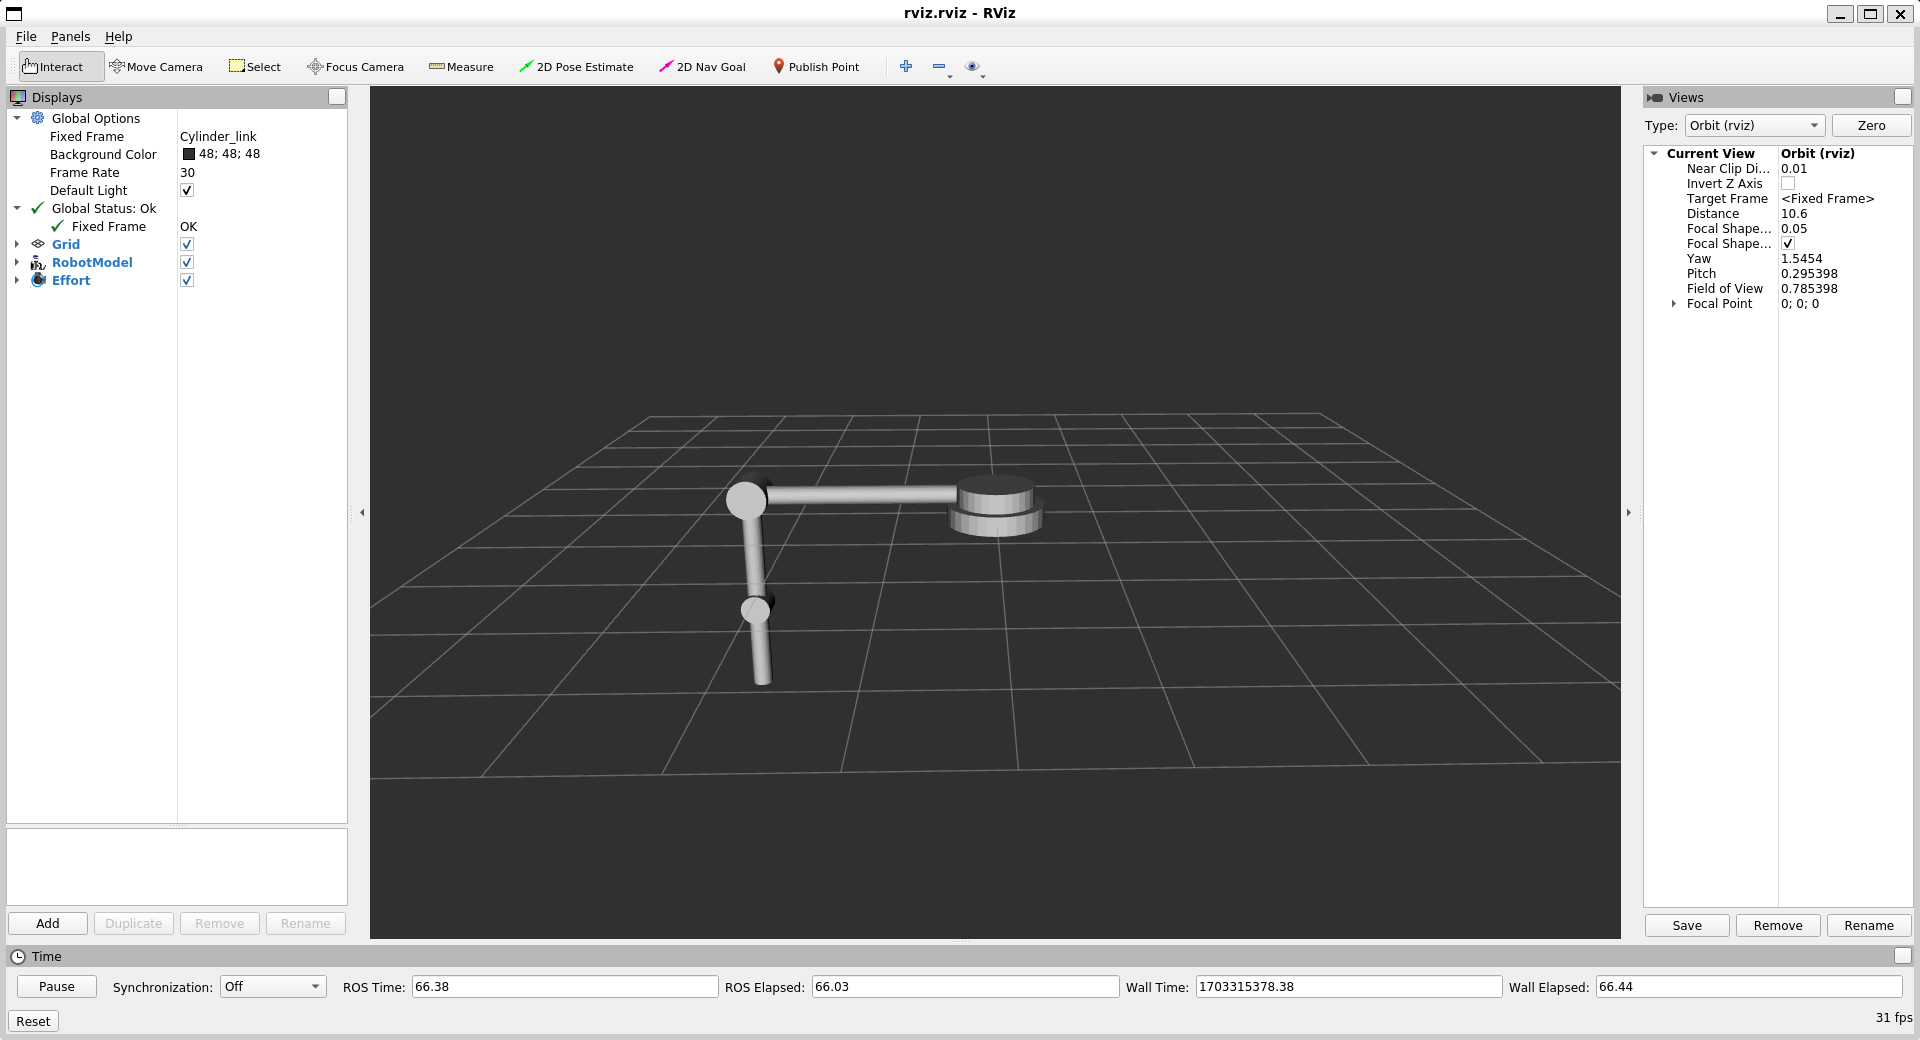 rviz.rviz - RViz
File Panels Help
Interact Move Camera Select Focus Camera Measure 2D Pose Estimate 2D Nav Goal Publish Point
Displays
Global Options
Fixed Frame Cylinder_link
Background Color 48; 48; 48
Frame Rate 30
Default Light
Global Status: Ok
Fixed Frame OK
Grid
RobotModel
Effort
Add Duplicate Remove Rename
Views
Type: Orbit (rviz) Zero
Current View Orbit (rviz)
Near Clip Di... 0.01
Invert Z Axis
Target Frame <Fixed Frame>
Distance 10.6
Focal Shape... 0.05
Focal Shape...
Yaw 1.5454
Pitch 0.295398
Field of View 0.785398
Focal Point 0; 0; 0
Save Remove Rename
Time
Pause Synchronization: Off ROS Time: 66.38 ROS Elapsed: 66.03 Wall Time: 1703315378.38 Wall Elapsed: 66.44
Reset 31 fps